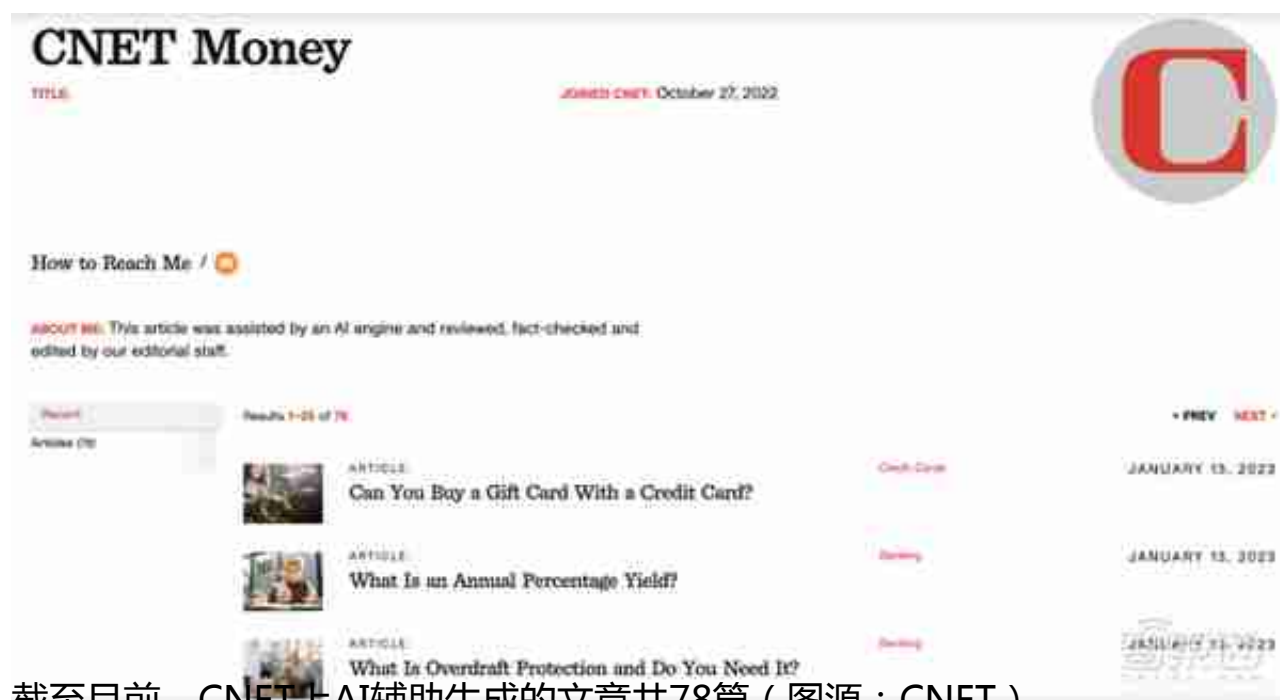 CNET Money
TITLE:
JOINED CNET: October 27, 2022
C
How to Reach Me /
ABOUT ME: This article was assisted by an AI engine and reviewed, fact-checked and
edited by our editorial staff.
Recent
Results 1-25 of 78
PREV NEXT
Articles (78)
ARTICLE
Credit Cards
JANUARY 13, 2023
Can You Buy a Gift Card With a Credit Card?
ARTICLE
Banking
JANUARY 13, 2023
What Is an Annual Percentage Yield?
ARTICLE
Banking
JANUARY 13, 2023
What Is Overdraft Protection and Do You Need It?
截至目前，CNET上AI辅助生成的文章共78篇（图源：CNET）